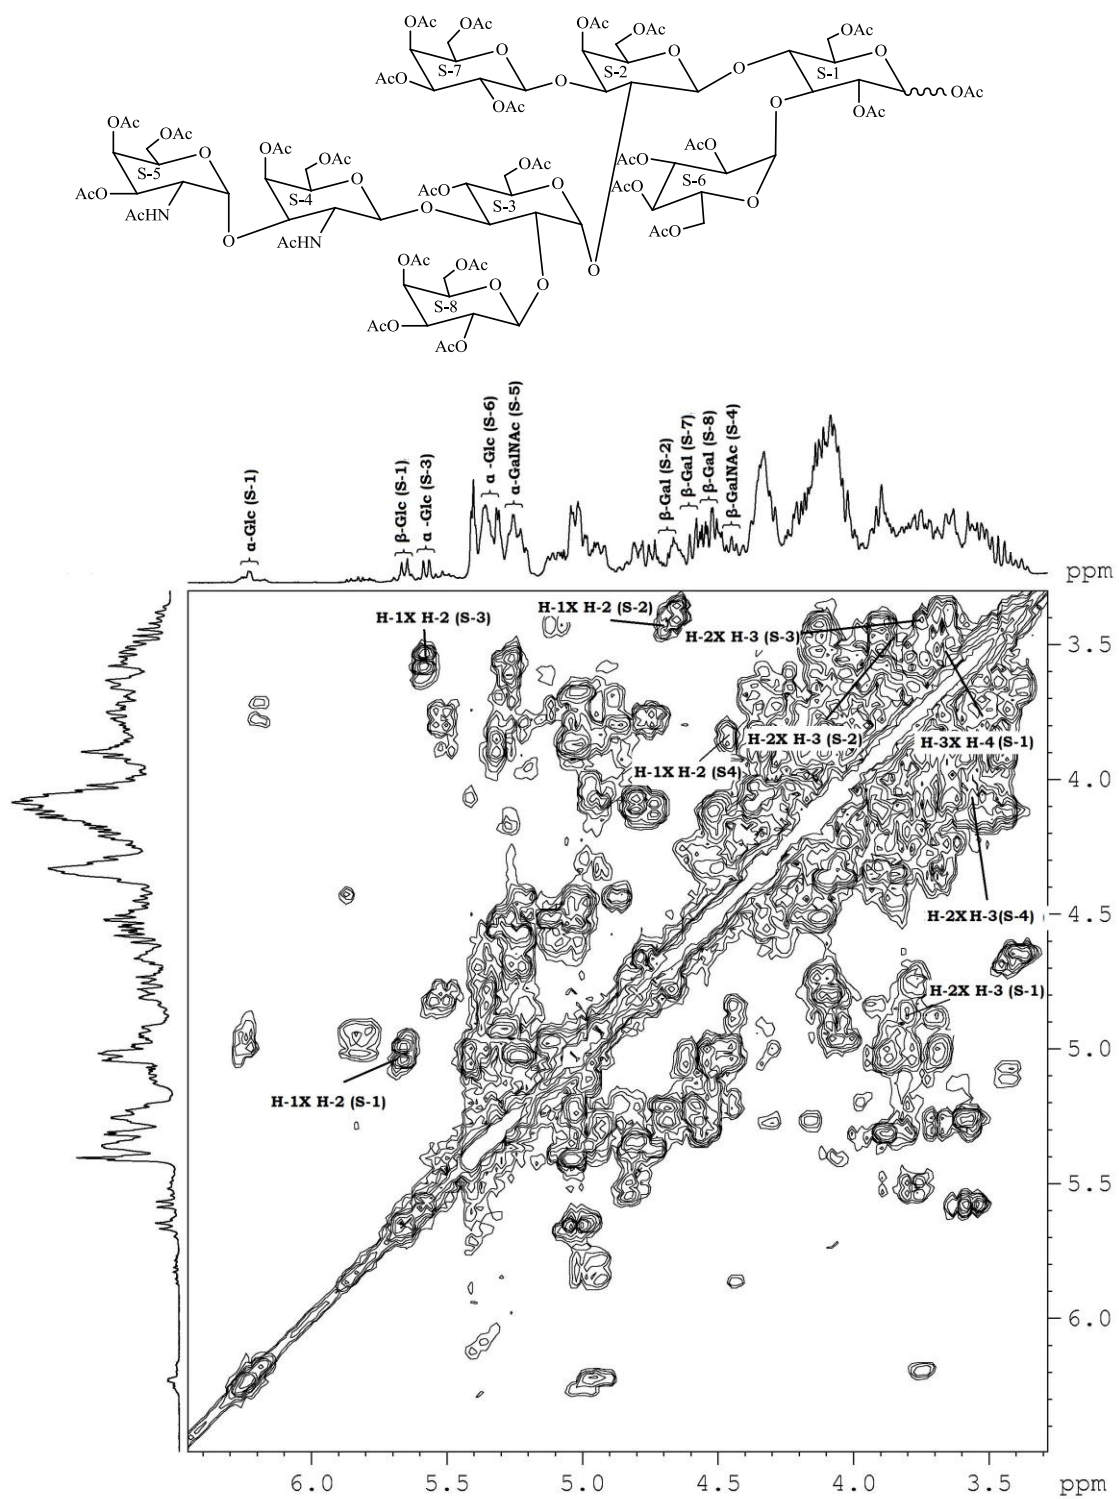 OAc OAc OAc OAc OAc
S-7 O S-2 O S-1 O
AcO O O OAc
AcO OAc OAc
OAc OAc O
OAc OAc OAc AcO
S-5 O S-4 O S-3 O AcO S-6
AcO AcO AcO O
AcHN O AcO
O AcHN OAc OAc O O
S-8 O
AcO
AcO
α-Glc (S-1)
β-Glc (S-1)
α -Glc (S-3)
α -Glc (S-6)
α-GalNAc (S-5)
β-Gal (S-2)
β-Gal (S-7)
β-Gal (S-8)
β-GalNAc (S-4)
ppm
H-1X H-2 (S-3)
H-1X H-2 (S-2)
H-2X H-3 (S-3)
3.5
H-2X H-3 (S-2)
H-3X H-4 (S-1)
H-1X H-2 (S4)
4.0
H-2X H-3(S-4)
4.5
H-2X H-3 (S-1)
5.0
H-1X H-2 (S-1)
5.5
6.0
6.0 5.5 5.0 4.5 4.0 3.5 ppm